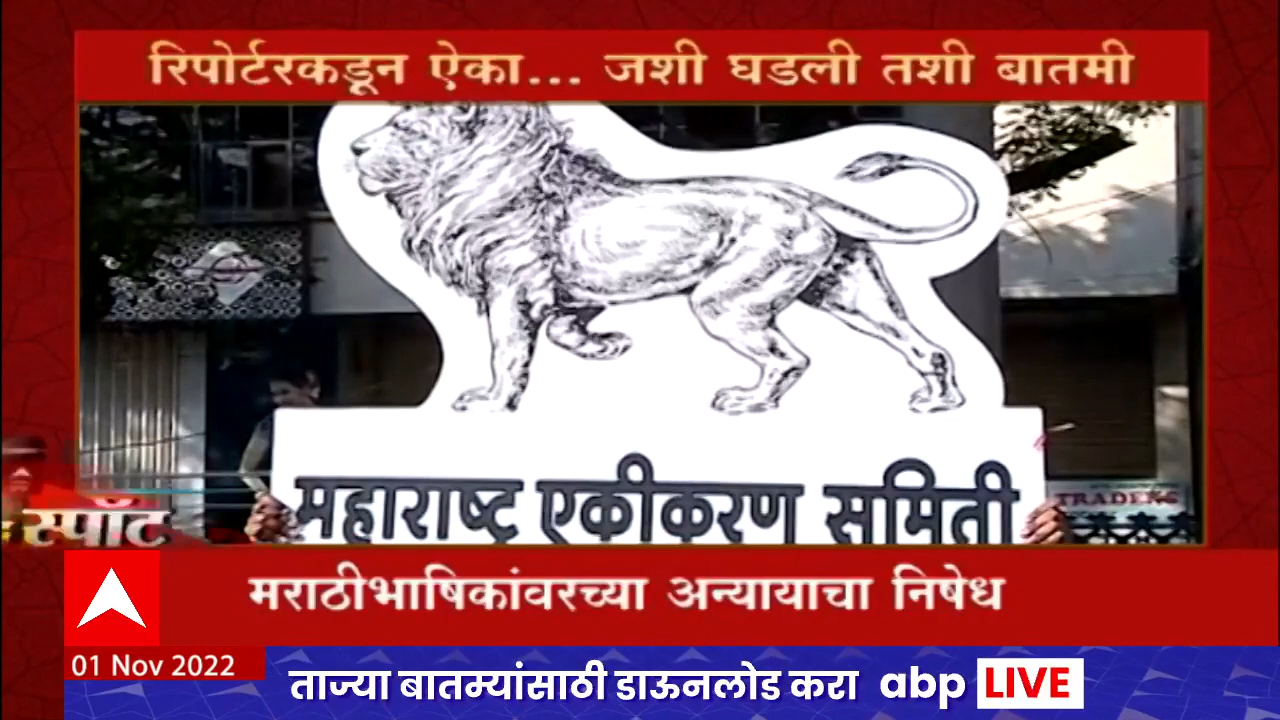 रिपोर्टरकडून ऐका... जशी घडली तशी बातमी
महाराष्ट्र एकीकरण समिती
TRADERS
स्पॉट
मराठीभाषिकांवरच्या अन्यायाचा निषेध
01 Nov 2022
ताज्या बातम्यांसाठी डाऊनलोड करा abp LIVE